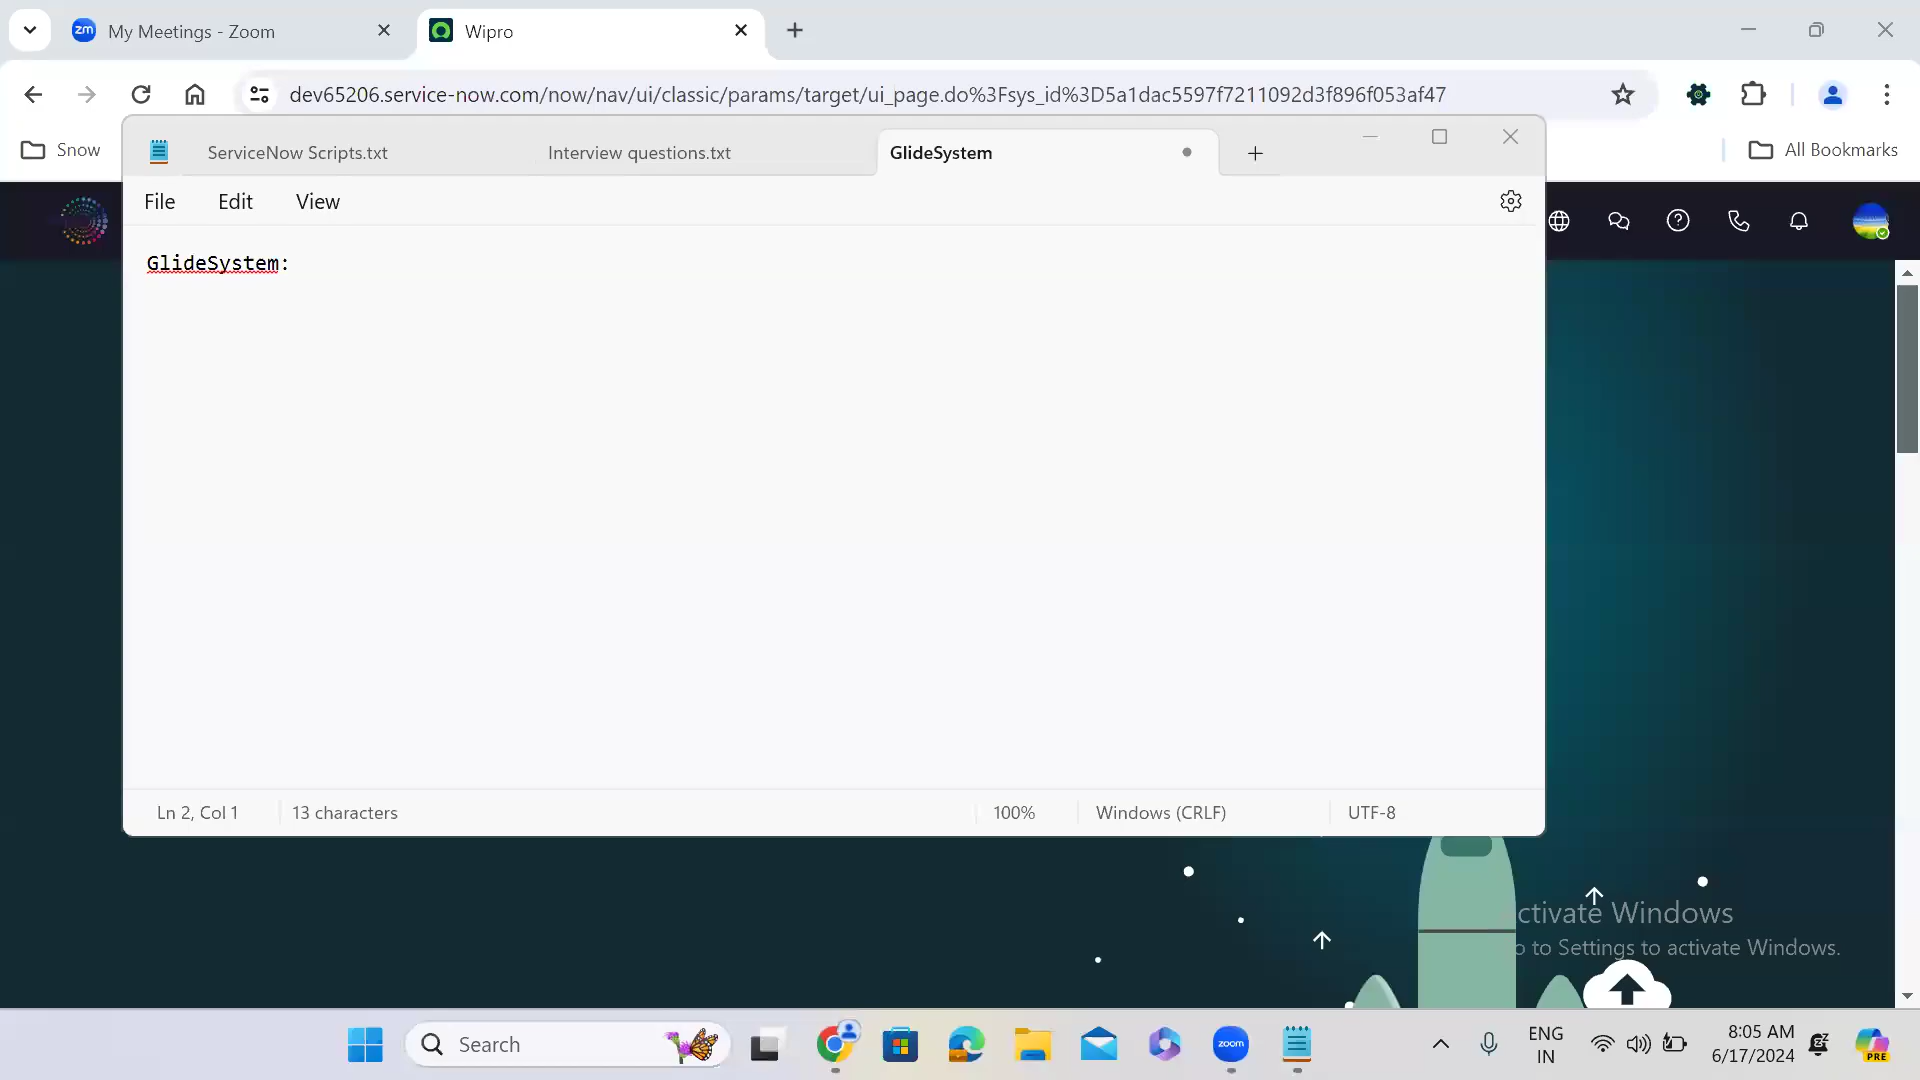 zm My Meetings - Zoom
Wipro
dev65206.service-now.com/now/nav/ui/classic/params/target/ui_page.do%3Fsys_id%3D5a1dac5597f7211092d3f896f053af47
Snow
All Bookmarks
ServiceNow Scripts.txt
Interview questions.txt
GlideSystem
File
Edit
View
GlideSystem:
Ln 2, Col 1
13 characters
100%
Windows (CRLF)
UTF-8
ctivate Windows
o to Settings to activate Windows.
Search
zoom
ENG
IN
8:05 AM
6/17/2024
PRE